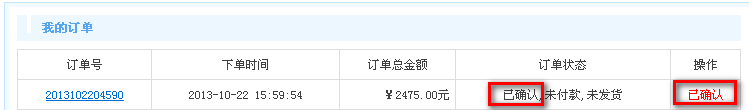 我的订单
订单号 下单时间 订单总金额 订单状态 操作
2013102204590 2013-10-22 15:59:54 ￥2475.00元 已确认,未付款,未发货 已确认